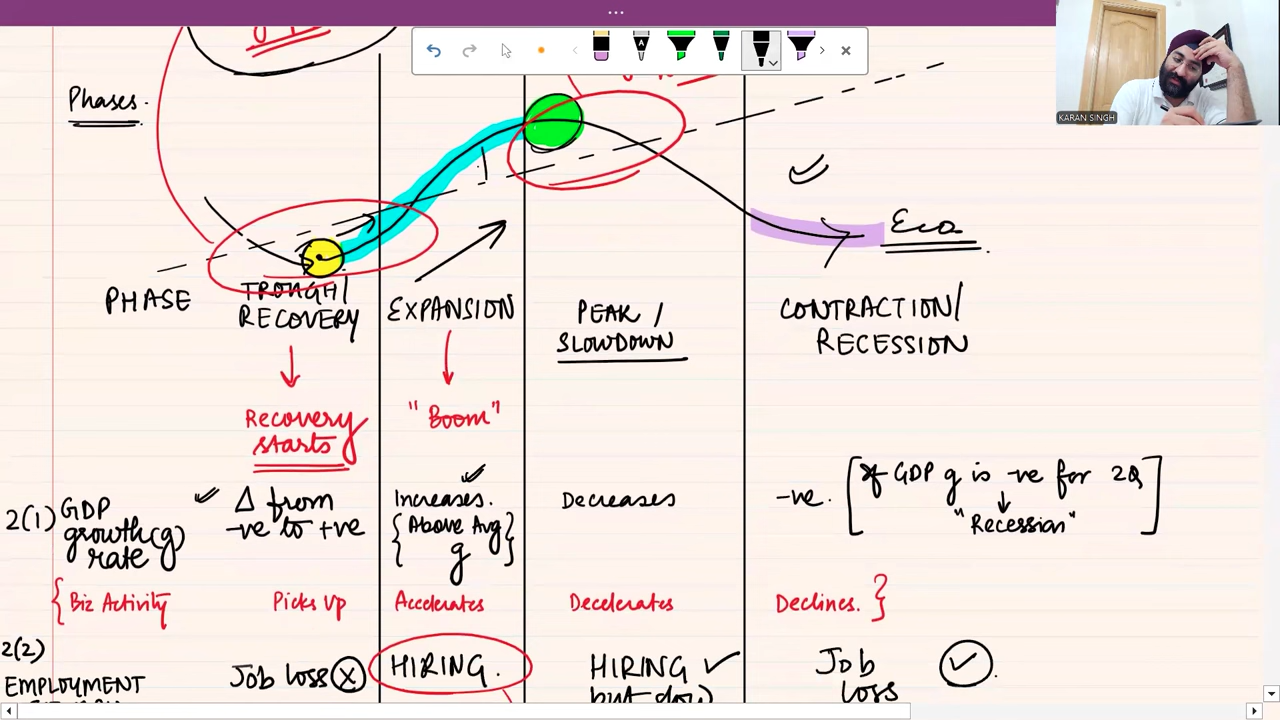 KARAN SINGH
Phases.
Eco
PHASE
TROUGH/
RECOVERY
EXPANSION
PEAK /
SLOWDOWN
CONTRACTION/
RECESSION
Recovery
starts
"Boom"
2(1) GDP
growth(g)
rate
Δ from
-ve to +ve
Increases.
{Above Avg
g}
Decreases
-ve.
[If GDP g is -ve for 2Q
"Recession"]
{Biz Activity
Picks Up
Accelerates
Decelerates
Declines.}
2(2)
EMPLOYMENT
Job loss
HIRING.
HIRING ✓
but slow
Job
loss